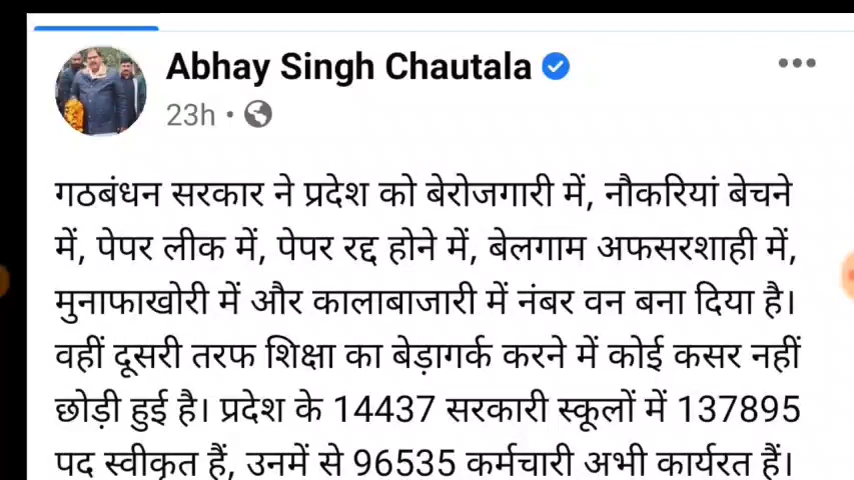 Abhay Singh Chautala
23h
गठबंधन सरकार ने प्रदेश को बेरोजगारी में, नौकरियां बेचने
में, पेपर लीक में, पेपर रद्द होने में, बेलगाम अफसरशाही में,
मुनाफाखोरी में और कालाबाजारी में नंबर वन बना दिया है।
वहीं दूसरी तरफ शिक्षा का बेड़ागर्क करने में कोई कसर नहीं
छोड़ी हुई है। प्रदेश के 14437 सरकारी स्कूलों में 137895
पद स्वीकृत हैं, उनमें से 96535 कर्मचारी अभी कार्यरत हैं।